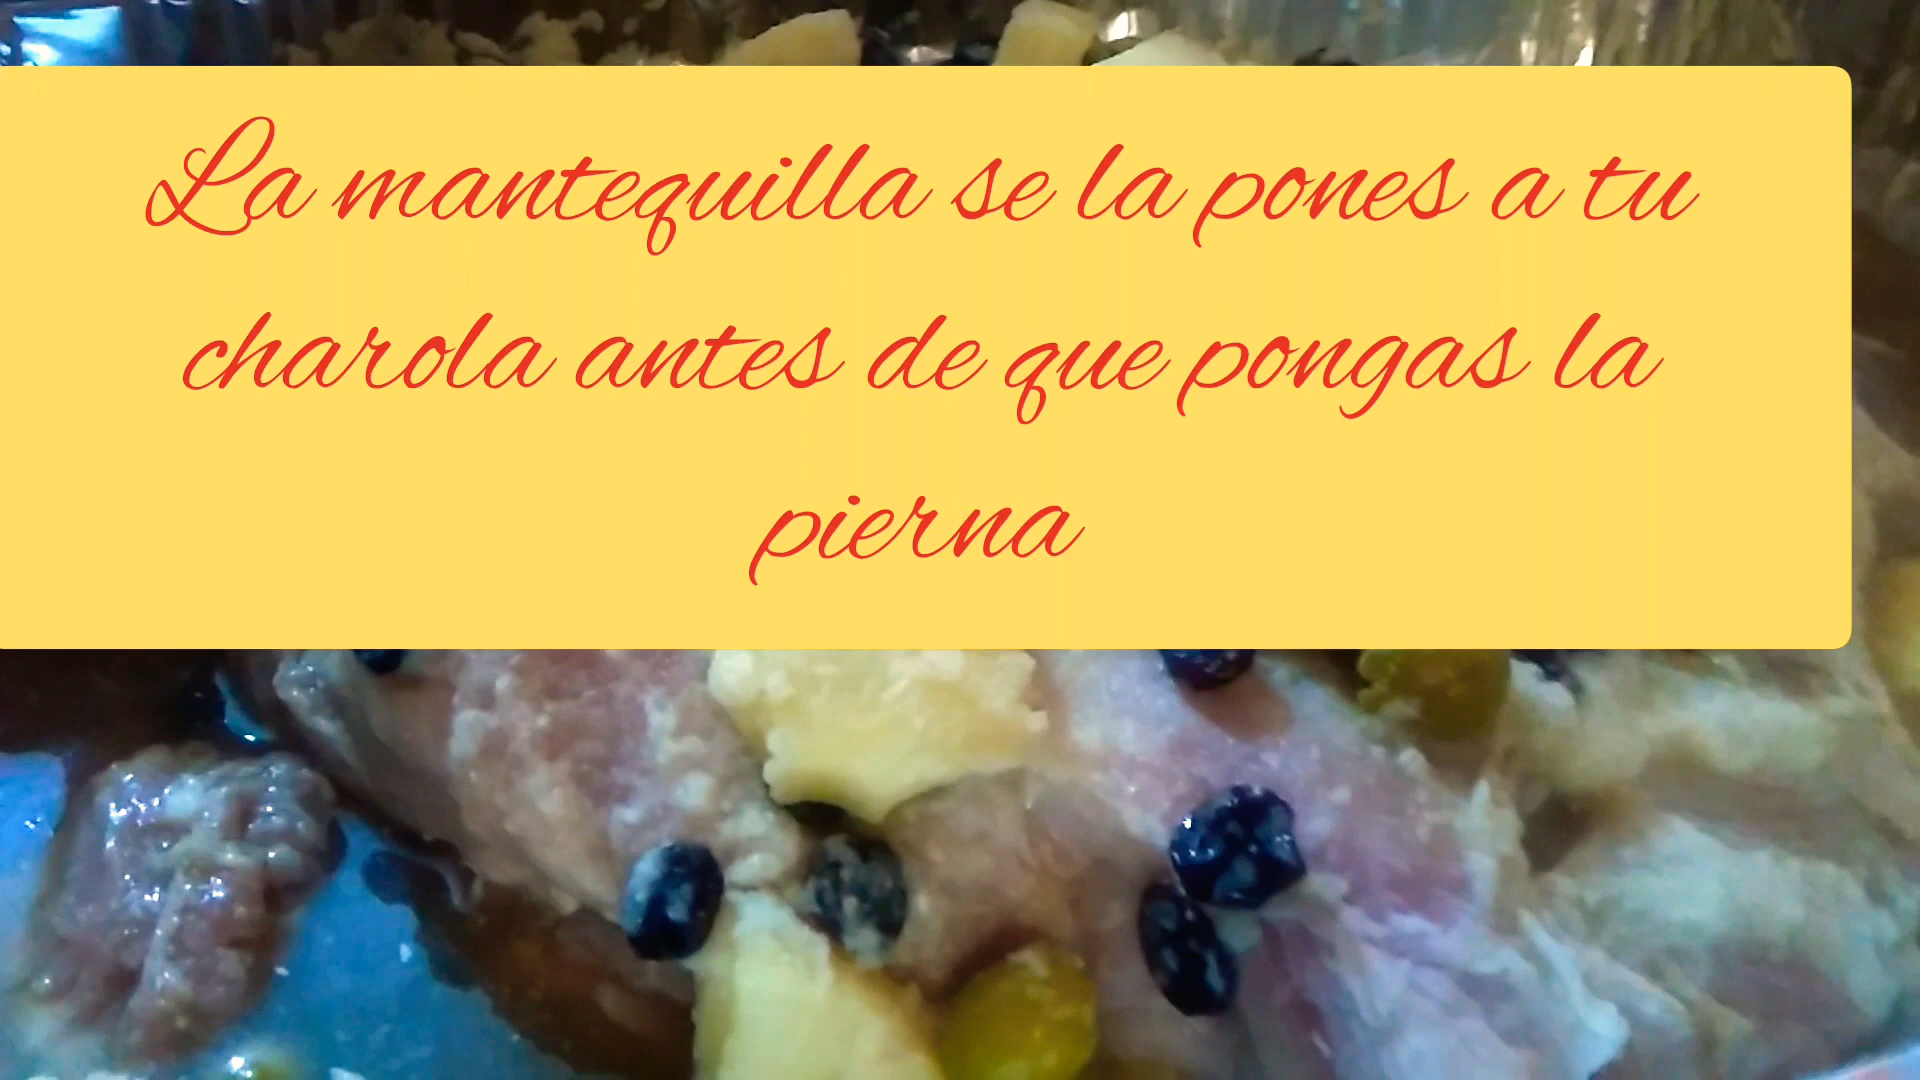 La mantequilla se la pones a tu
charola antes de que pongas la
pierna